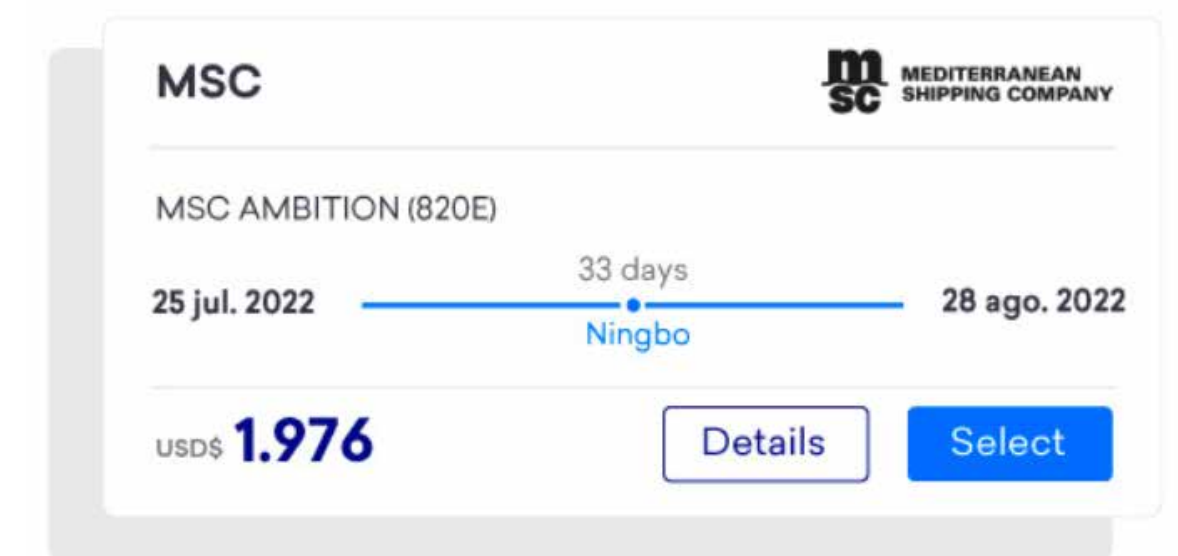 MSC
msc MEDITERRANEAN
SHIPPING COMPANY
MSC AMBITION (820E)
33 days
25 jul. 2022 28 ago. 2022
Ningbo
USD$ 1.976 Details Select